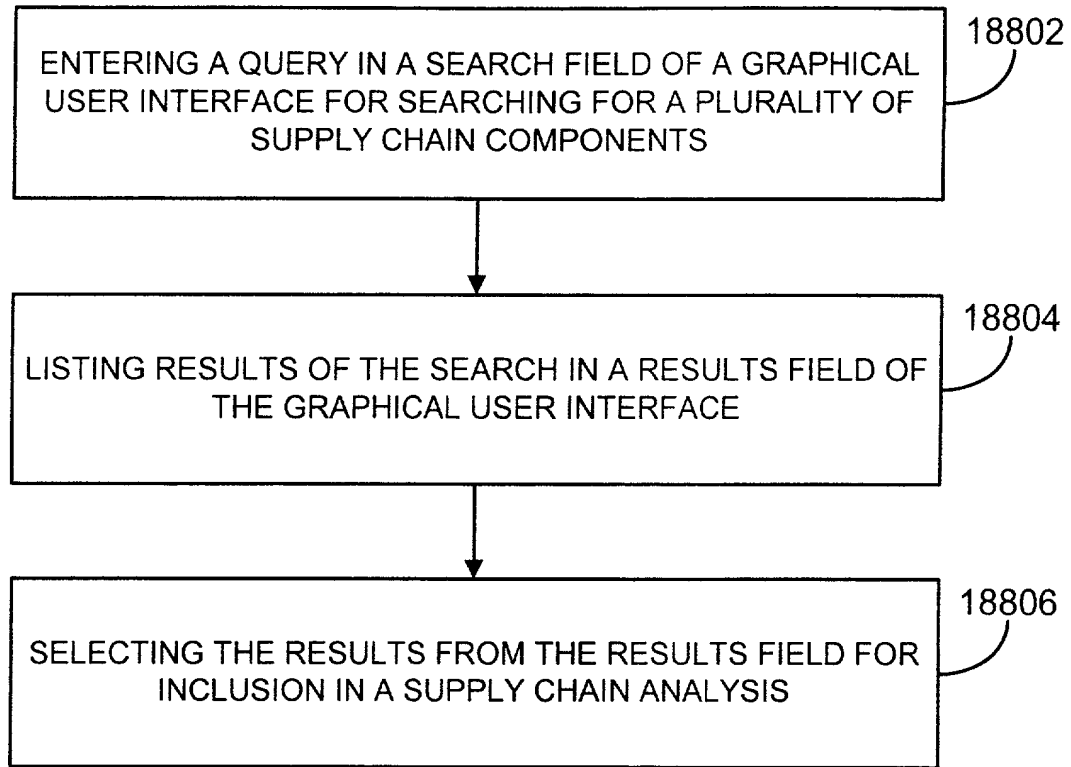 18802
ENTERING A QUERY IN A SEARCH FIELD OF A GRAPHICAL
USER INTERFACE FOR SEARCHING FOR A PLURALITY OF
SUPPLY CHAIN COMPONENTS
18804
LISTING RESULTS OF THE SEARCH IN A RESULTS FIELD OF
THE GRAPHICAL USER INTERFACE
18806
SELECTING THE RESULTS FROM THE RESULTS FIELD FOR
INCLUSION IN A SUPPLY CHAIN ANALYSIS